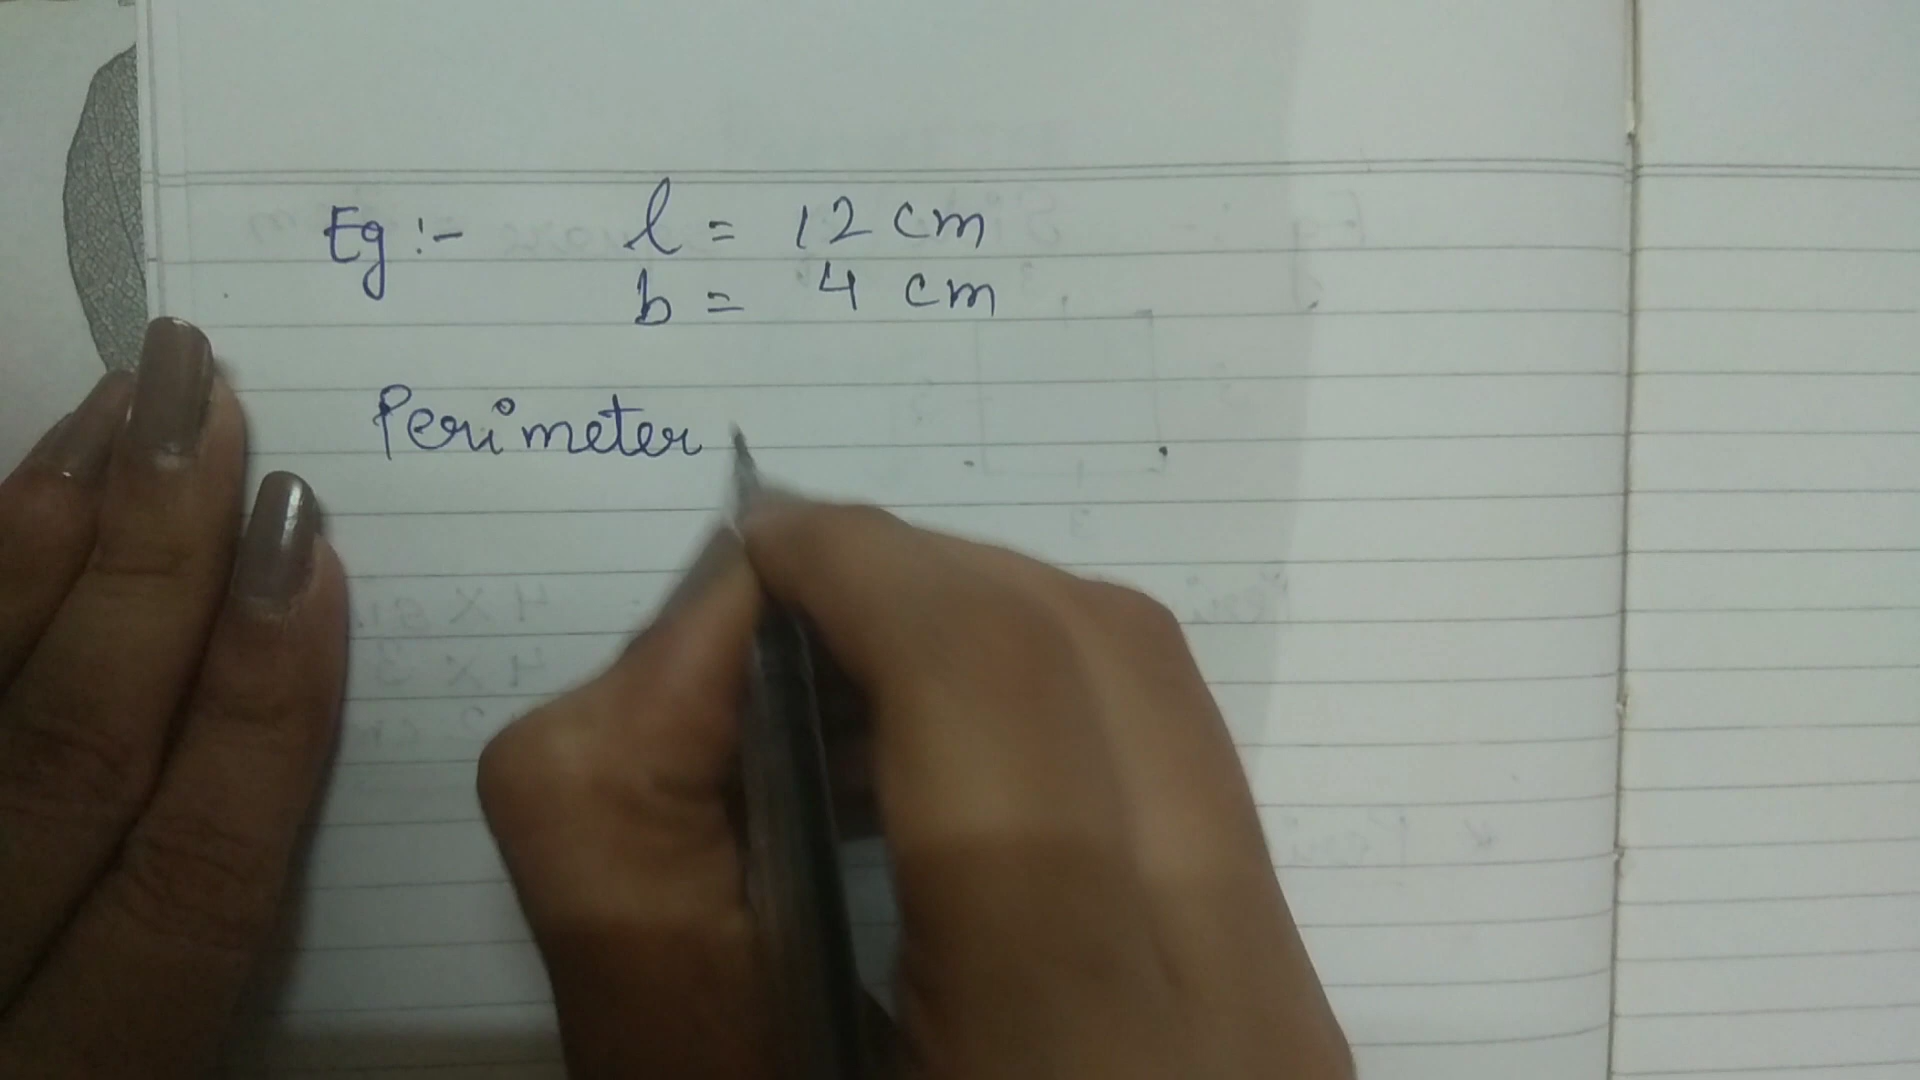 Eg :- l = 12 cm
b = 4 cm
Perimeter